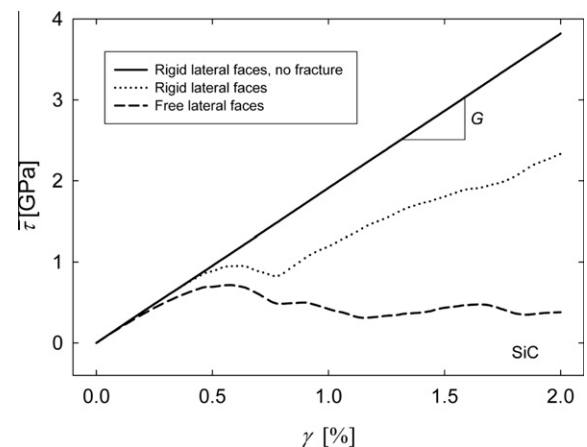 4
3
2
1
0
τ [GPa]
Rigid lateral faces, no fracture
Rigid lateral faces
Free lateral faces
G
SiC
0.0 0.5 1.0 1.5 2.0
γ [%]